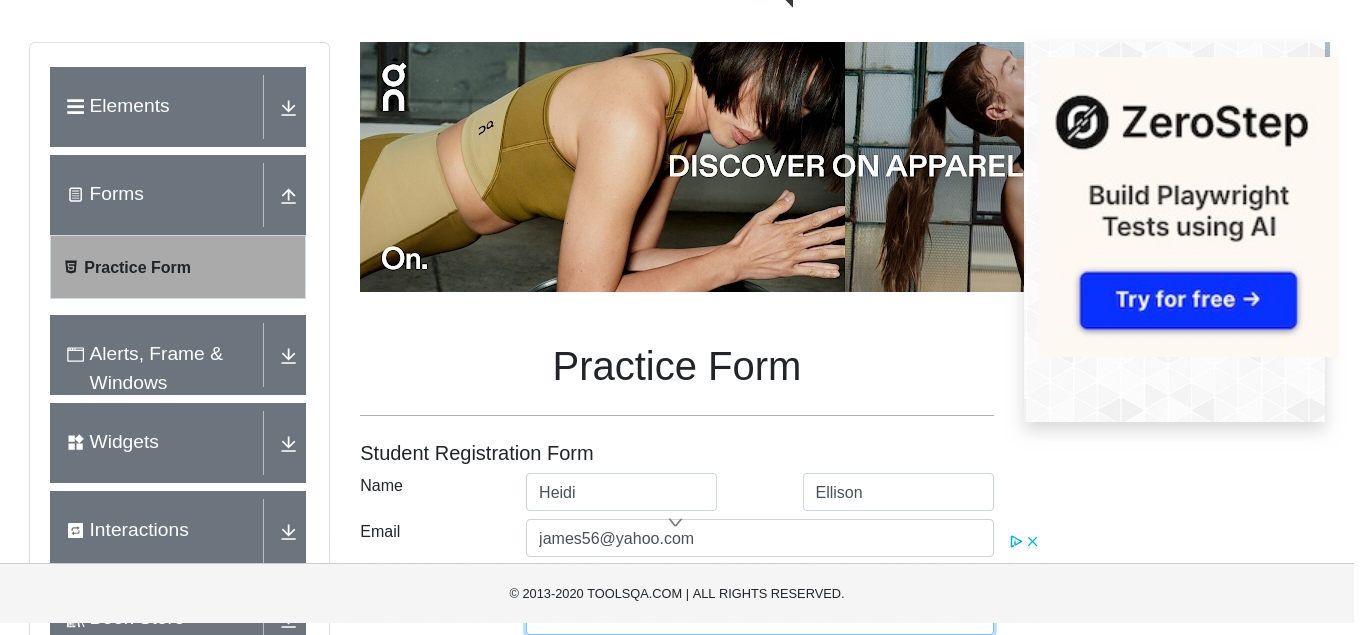 Elements
Forms
Practice Form
Alerts, Frame &
Windows
Widgets
Interactions
DISCOVER ON APPAREL
On.
ZeroStep
Build Playwright
Tests using AI
Try for free →
Practice Form
Student Registration Form
Name
Heidi
Ellison
Email
james56@yahoo.com
© 2013-2020 TOOLSQA.COM | ALL RIGHTS RESERVED.